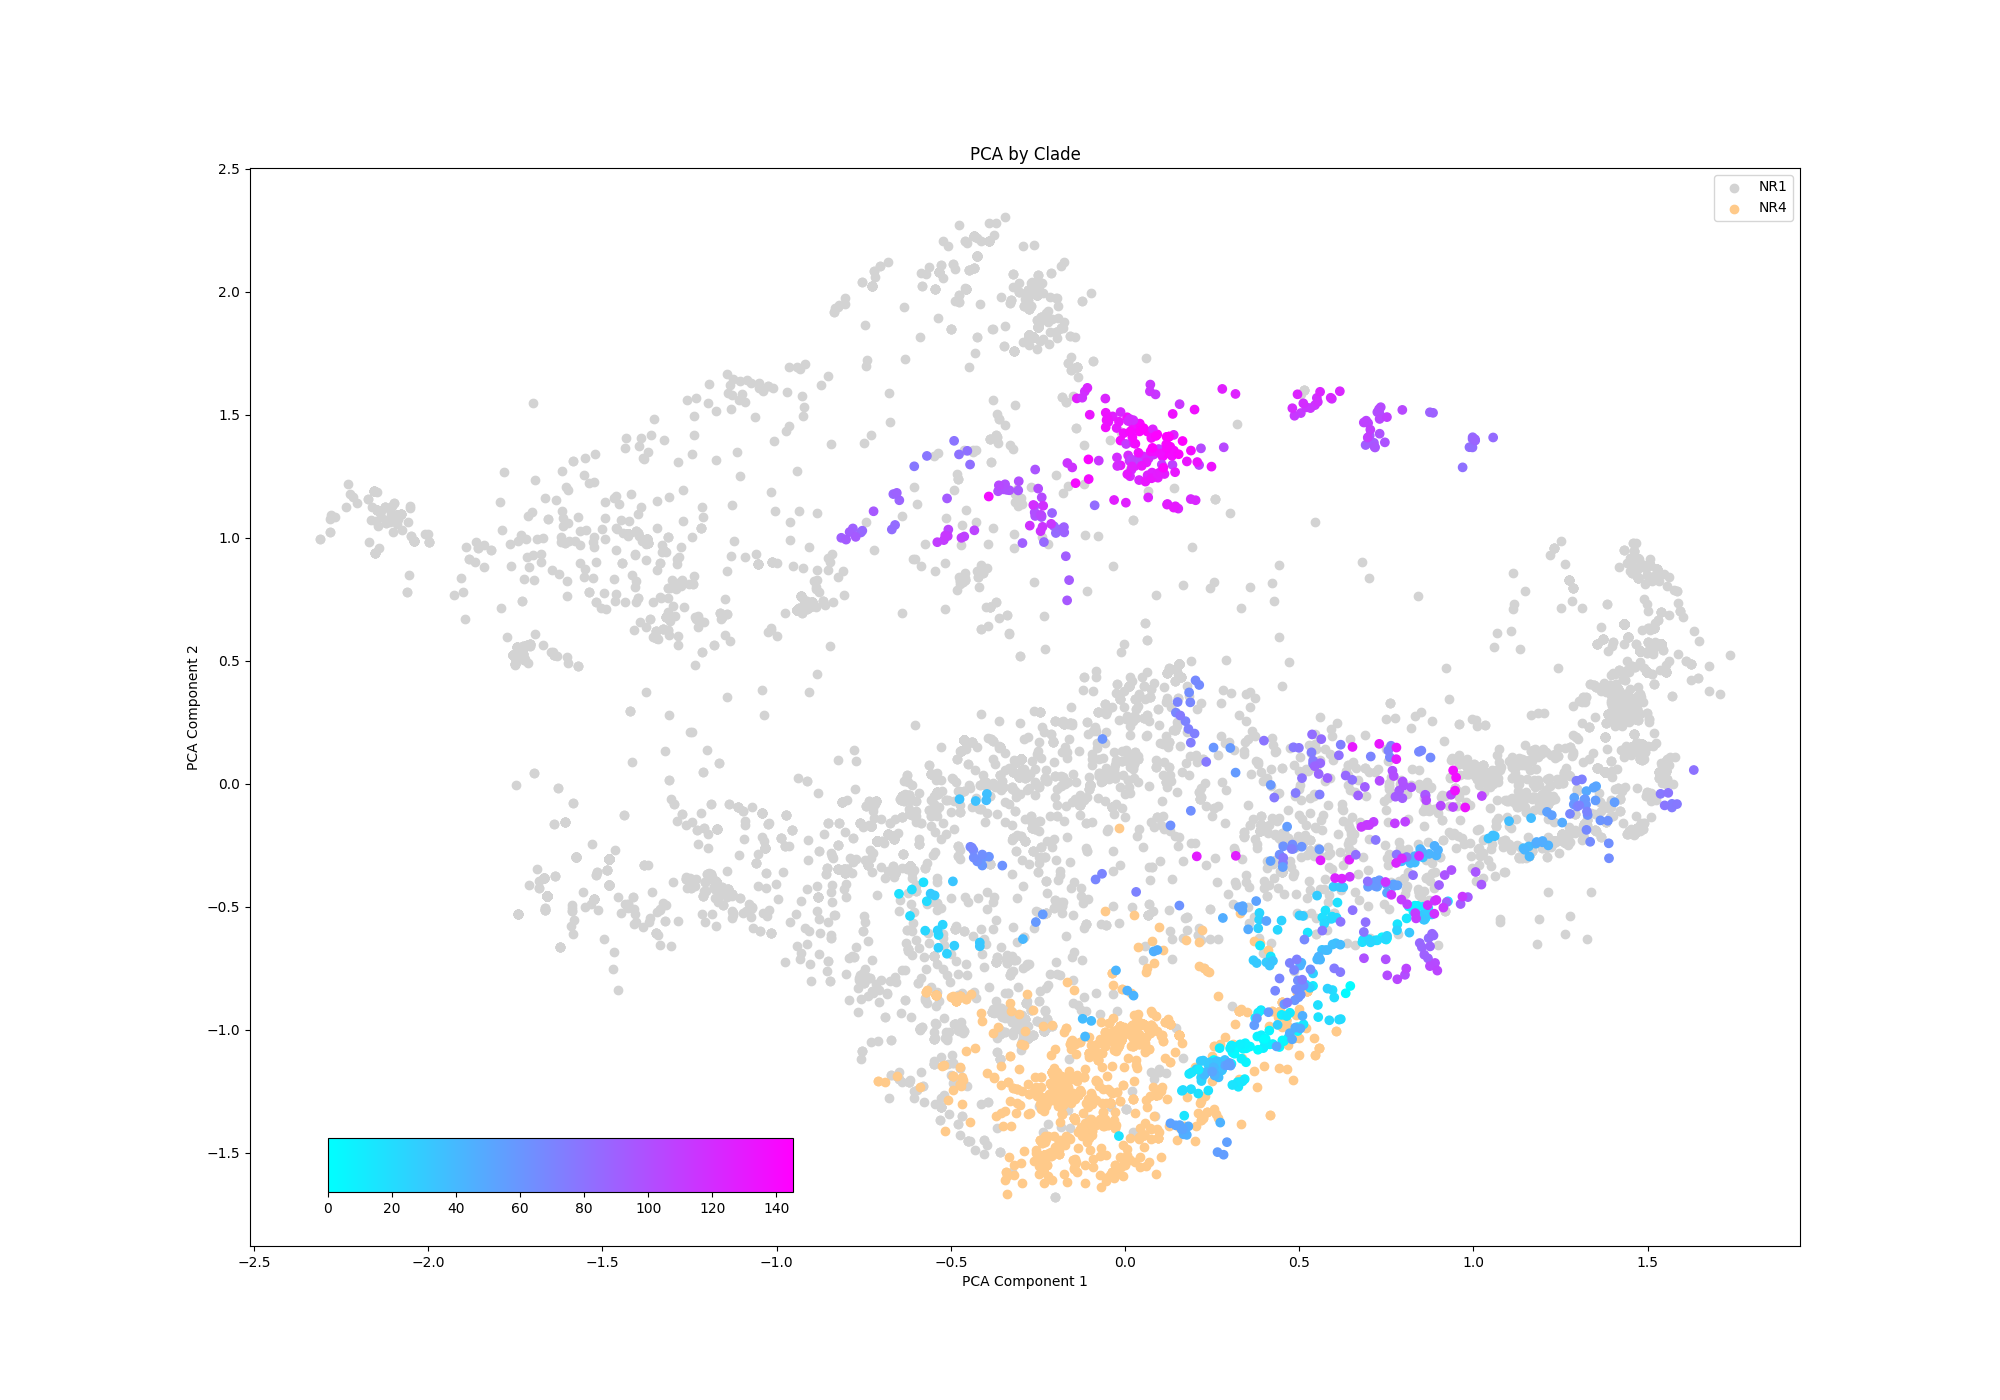 PCA by Clade
NR1
NR4
2.5
2.0
1.5
1.0
0.5
0.0
−0.5
−1.0
−1.5
PCA Component 2
0 20 40 60 80 100 120 140
−2.5 −2.0 −1.5 −1.0 −0.5 0.0 0.5 1.0 1.5
PCA Component 1